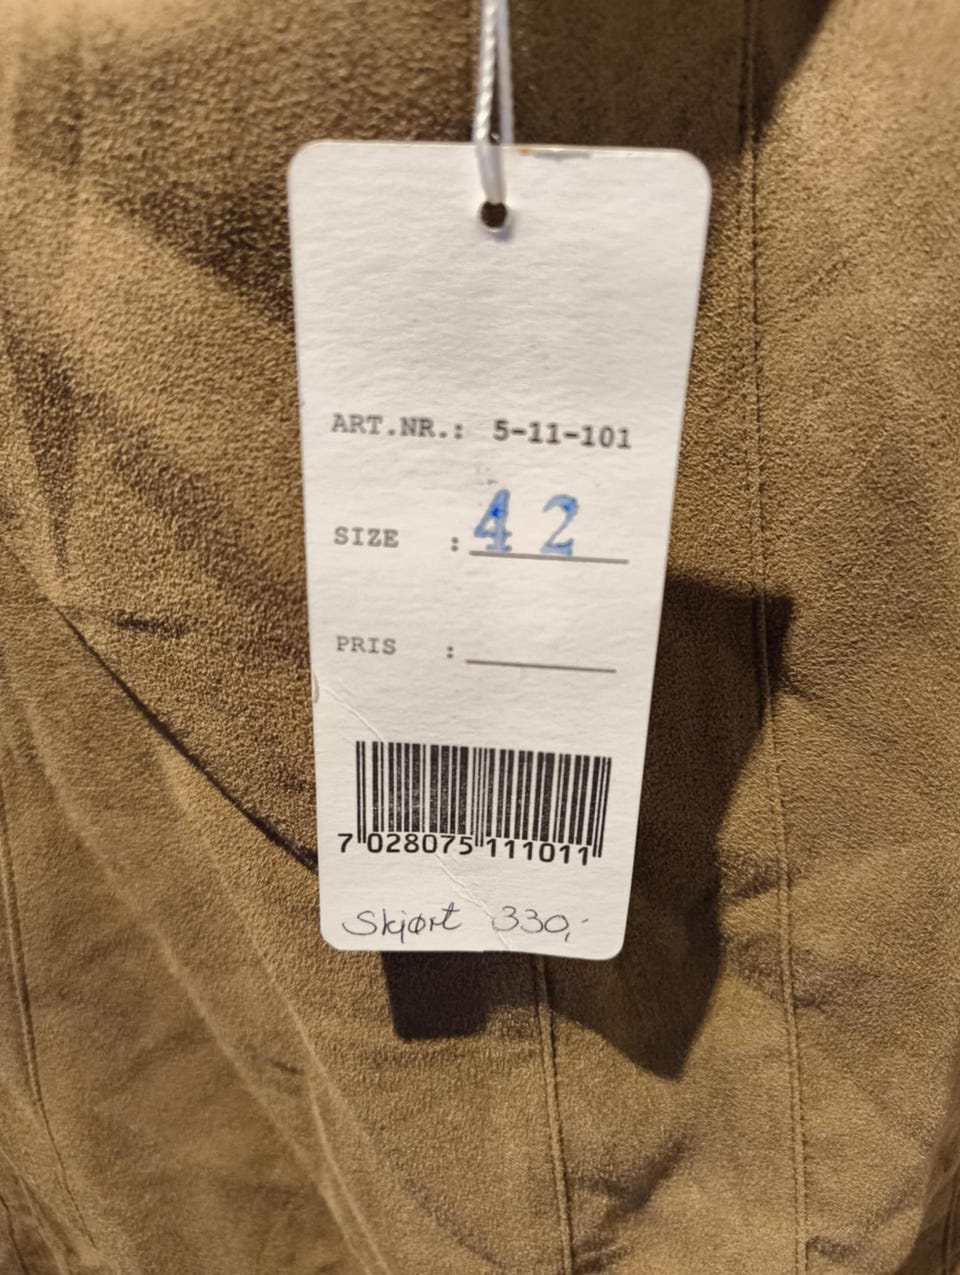 ART.NR.: 5-11-101
SIZE : 42
PRIS :
7 028075 111011
Skjørt 330,-